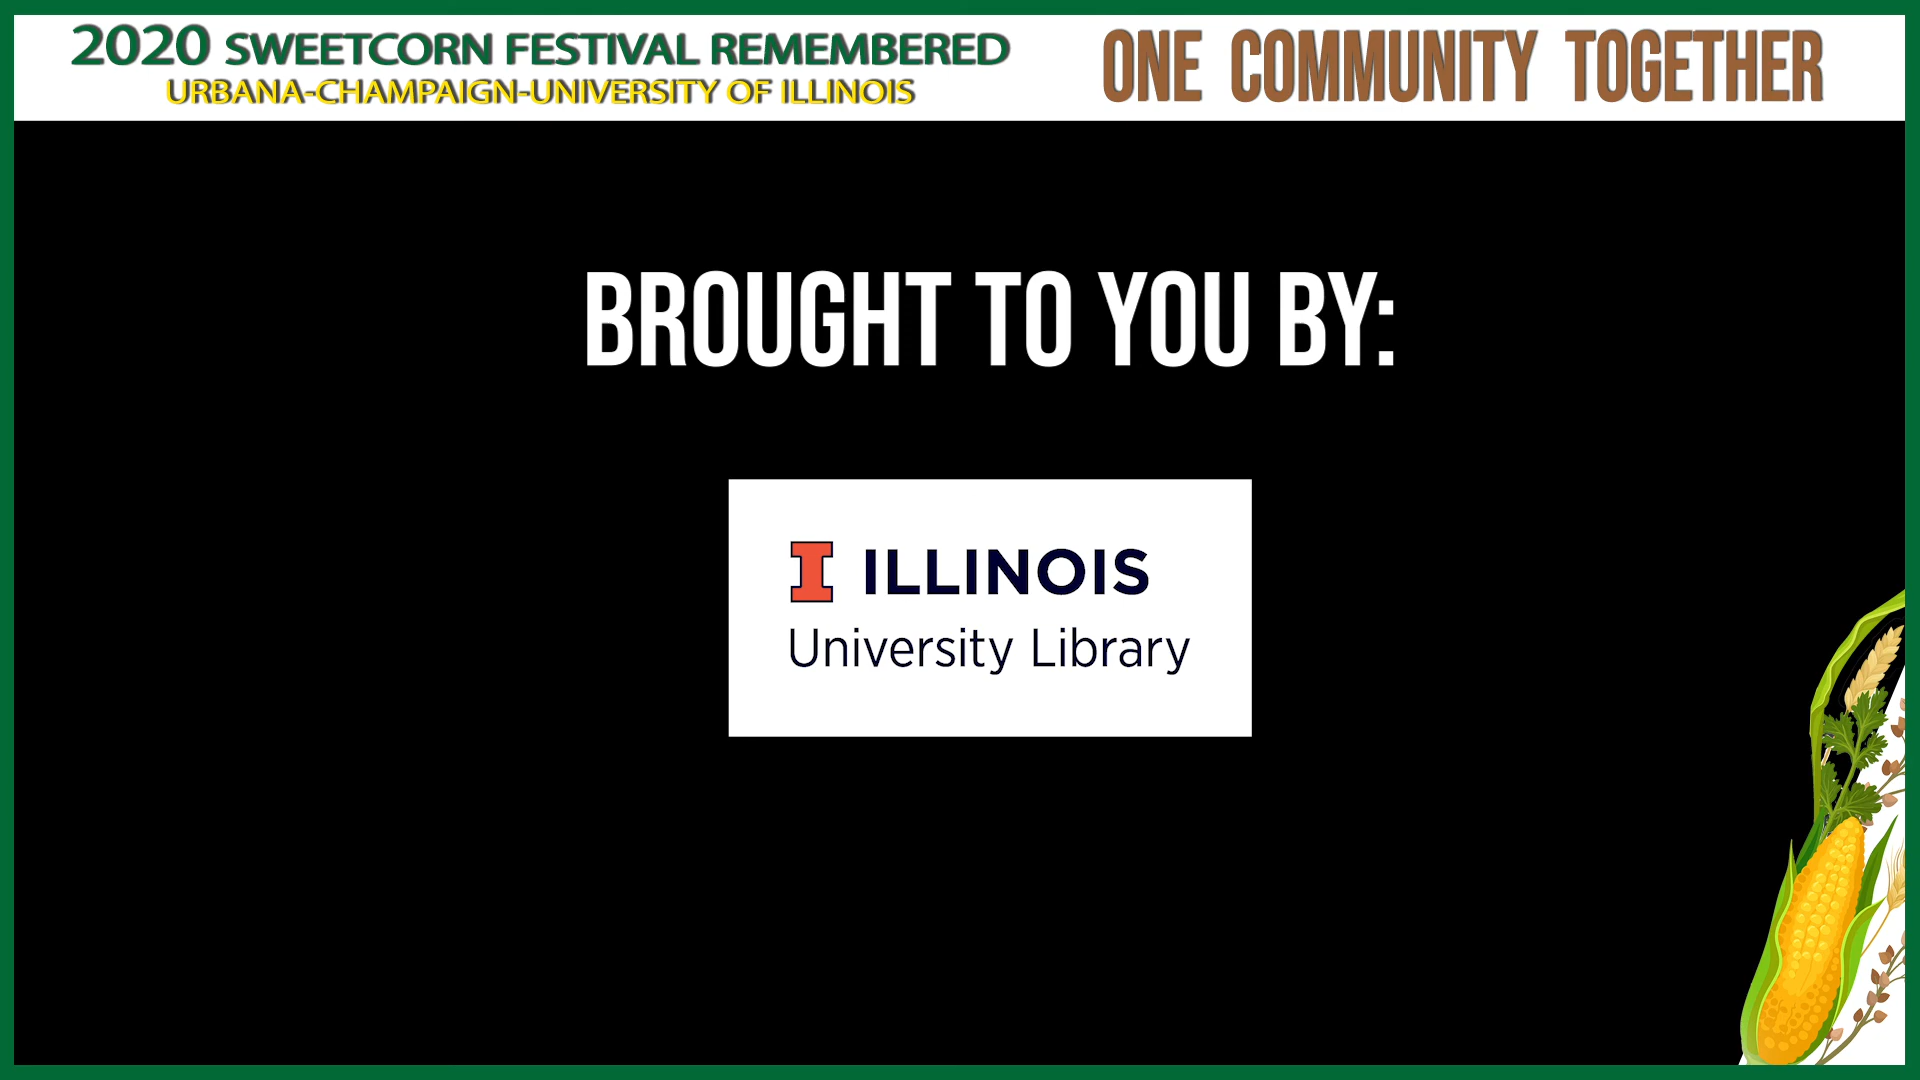 2020 SWEETCORN FESTIVAL REMEMBERED
URBANA-CHAMPAIGN-UNIVERSITY OF ILLINOIS
ONE COMMUNITY TOGETHER
BROUGHT TO YOU BY:
I ILLINOIS
University Library